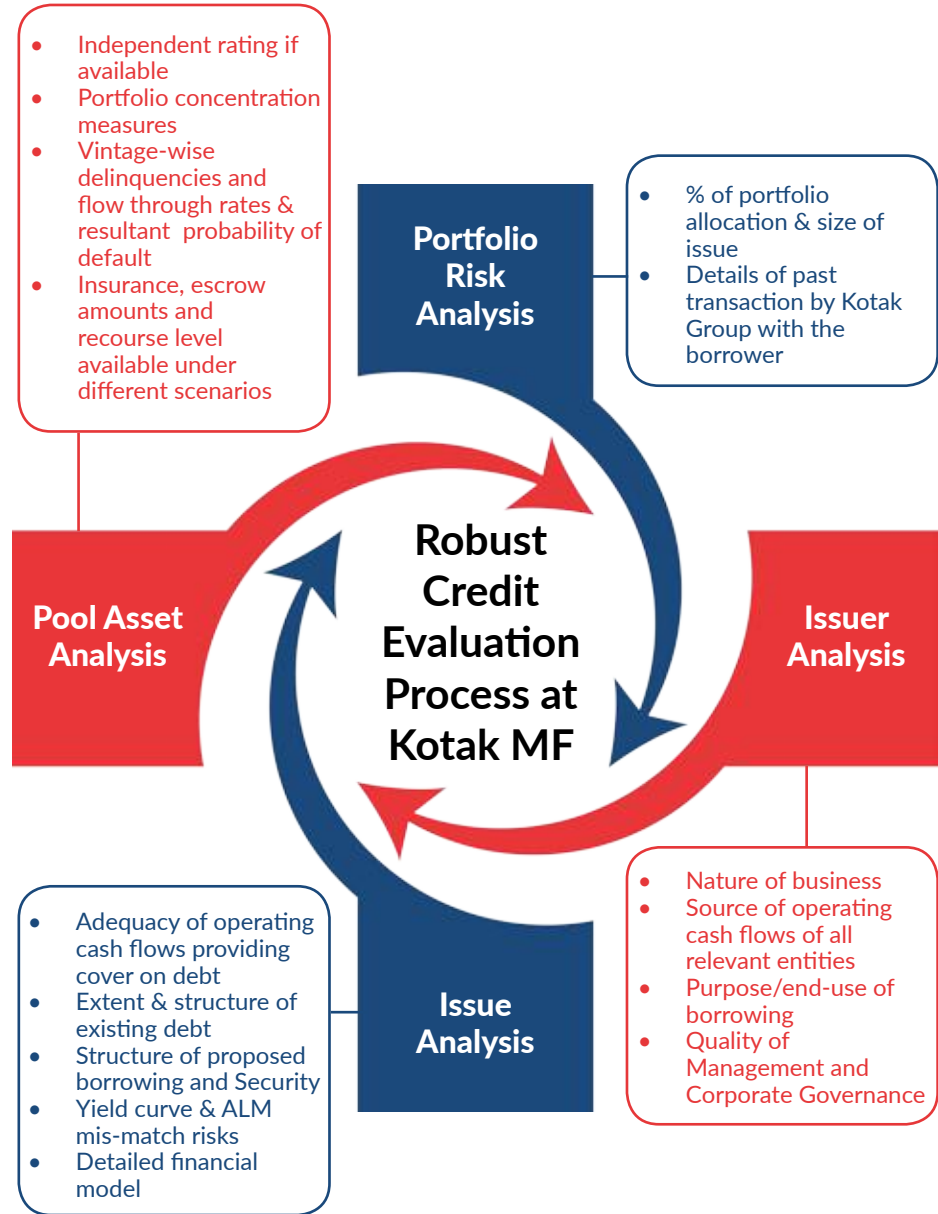 • Independent rating if
available
• Portfolio concentration
measures
• Vintage-wise
delinquencies and
flow through rates &
resultant probability of
default
• Insurance, escrow
amounts and
recourse level
available under
different scenarios
Portfolio
Risk
Analysis
• % of portfolio
allocation & size of
issue
• Details of past
transaction by Kotak
Group with the
borrower
Pool Asset
Analysis
Robust
Credit
Evaluation
Process at
Kotak MF
Issuer
Analysis
• Adequacy of operating
cash flows providing
cover on debt
• Extent & structure of
existing debt
• Structure of proposed
borrowing and Security
• Yield curve & ALM
mis-match risks
• Detailed financial
model
Issue
Analysis
• Nature of business
• Source of operating
cash flows of all
relevant entities
• Purpose/end-use of
borrowing
• Quality of
Management and
Corporate Governance